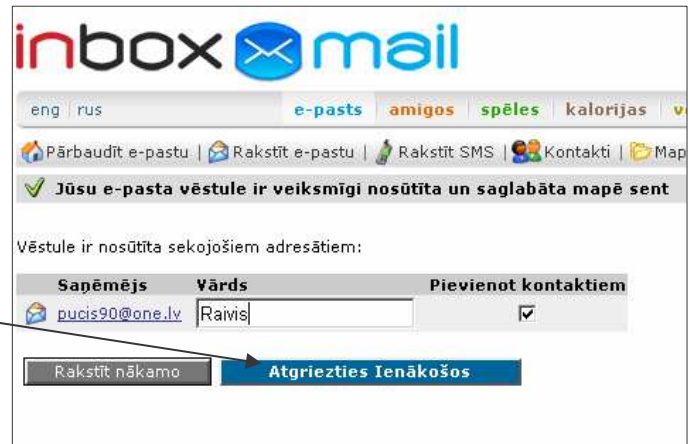 inbox mail
eng | rus e-pasts amigos spēles kalorijas
Pārbaudīt e-pastu | Rakstīt e-pastu | Rakstīt SMS | Kontakti | Map
Jūsu e-pasta vēstule ir veiksmīgi nosūtīta un saglabāta mapē sent
Vēstule ir nosūtīta sekojošiem adresātiem:
Saņēmējs Vārds Pievienot kontaktiem
pucis90@one.lv Raivis
Rakstīt nākamo Atgriezties Ienākošos